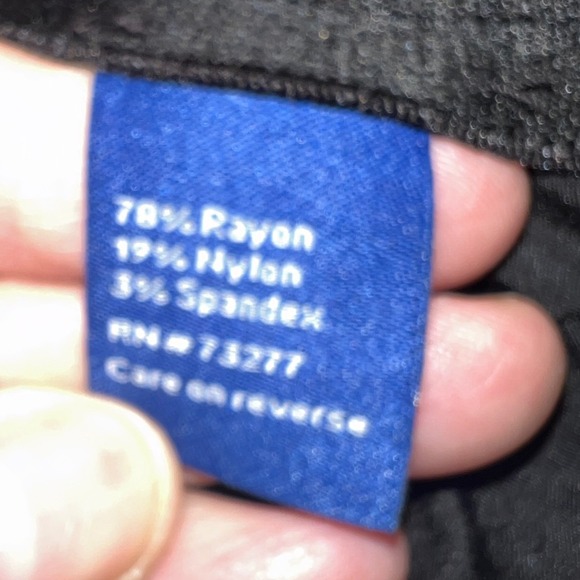 78% Rayon
19% Nylon
3% Spandex
RN# 73277
Care on reverse